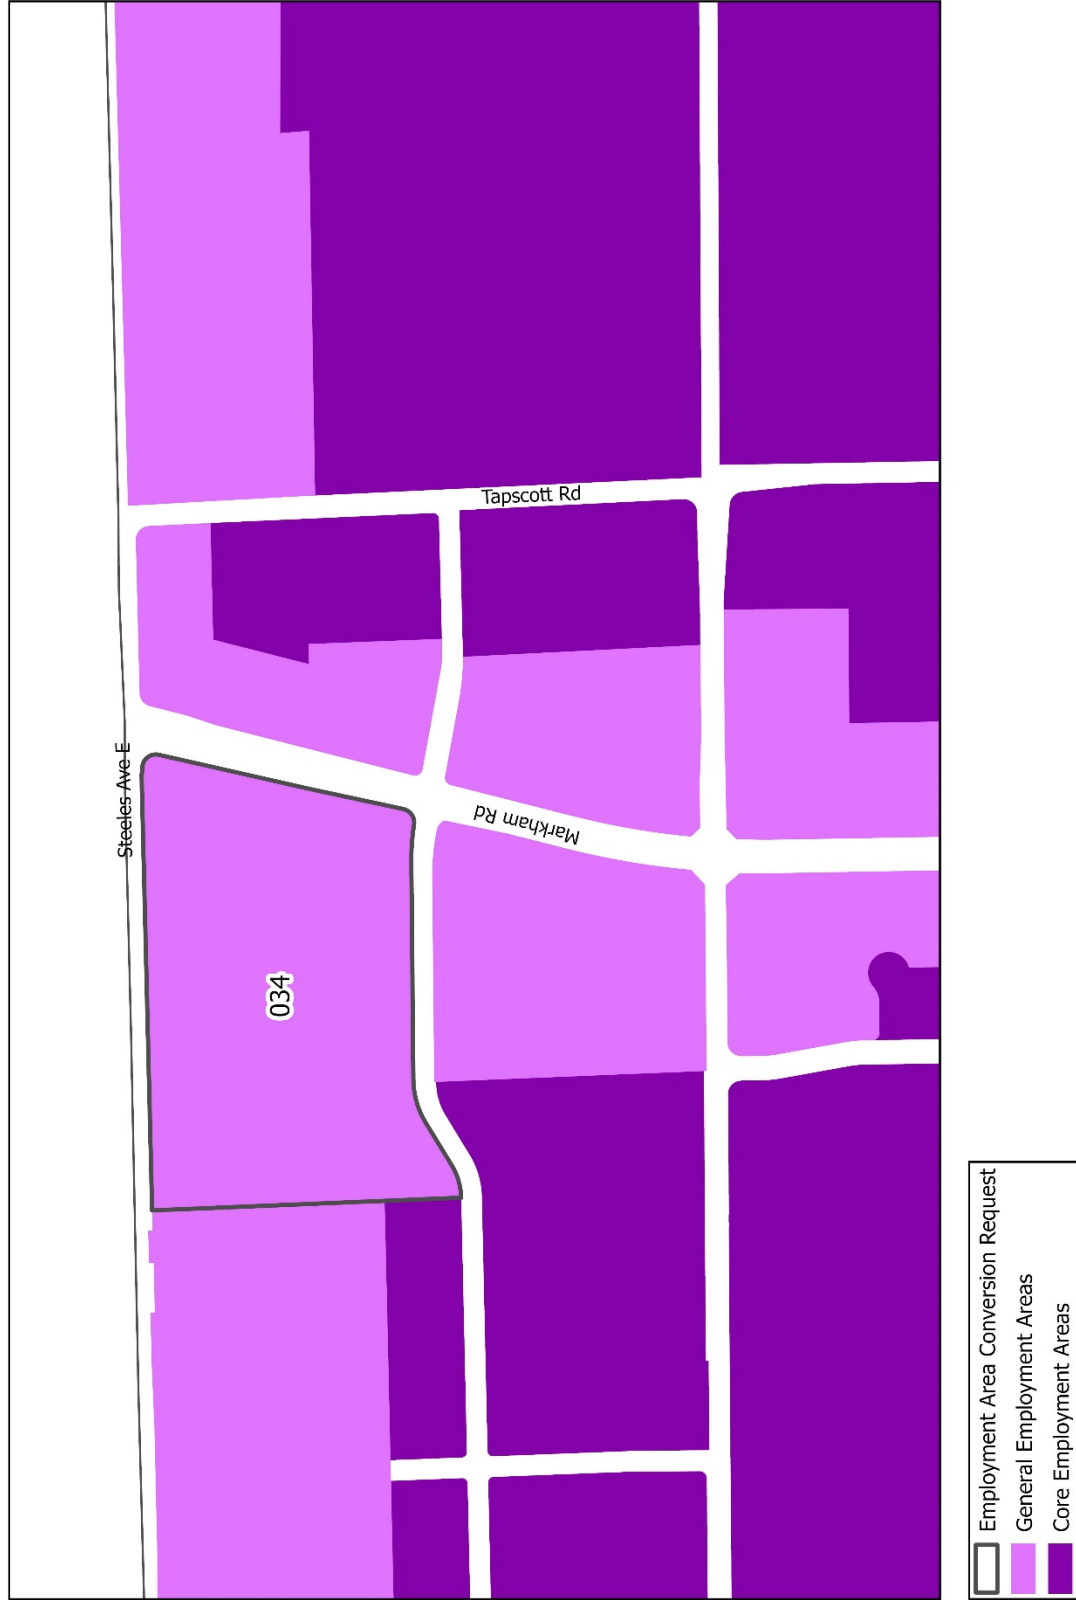 Steeles Ave E
Tapscott Rd
Markham Rd
034
Employment Area Conversion Request
General Employment Areas
Core Employment Areas